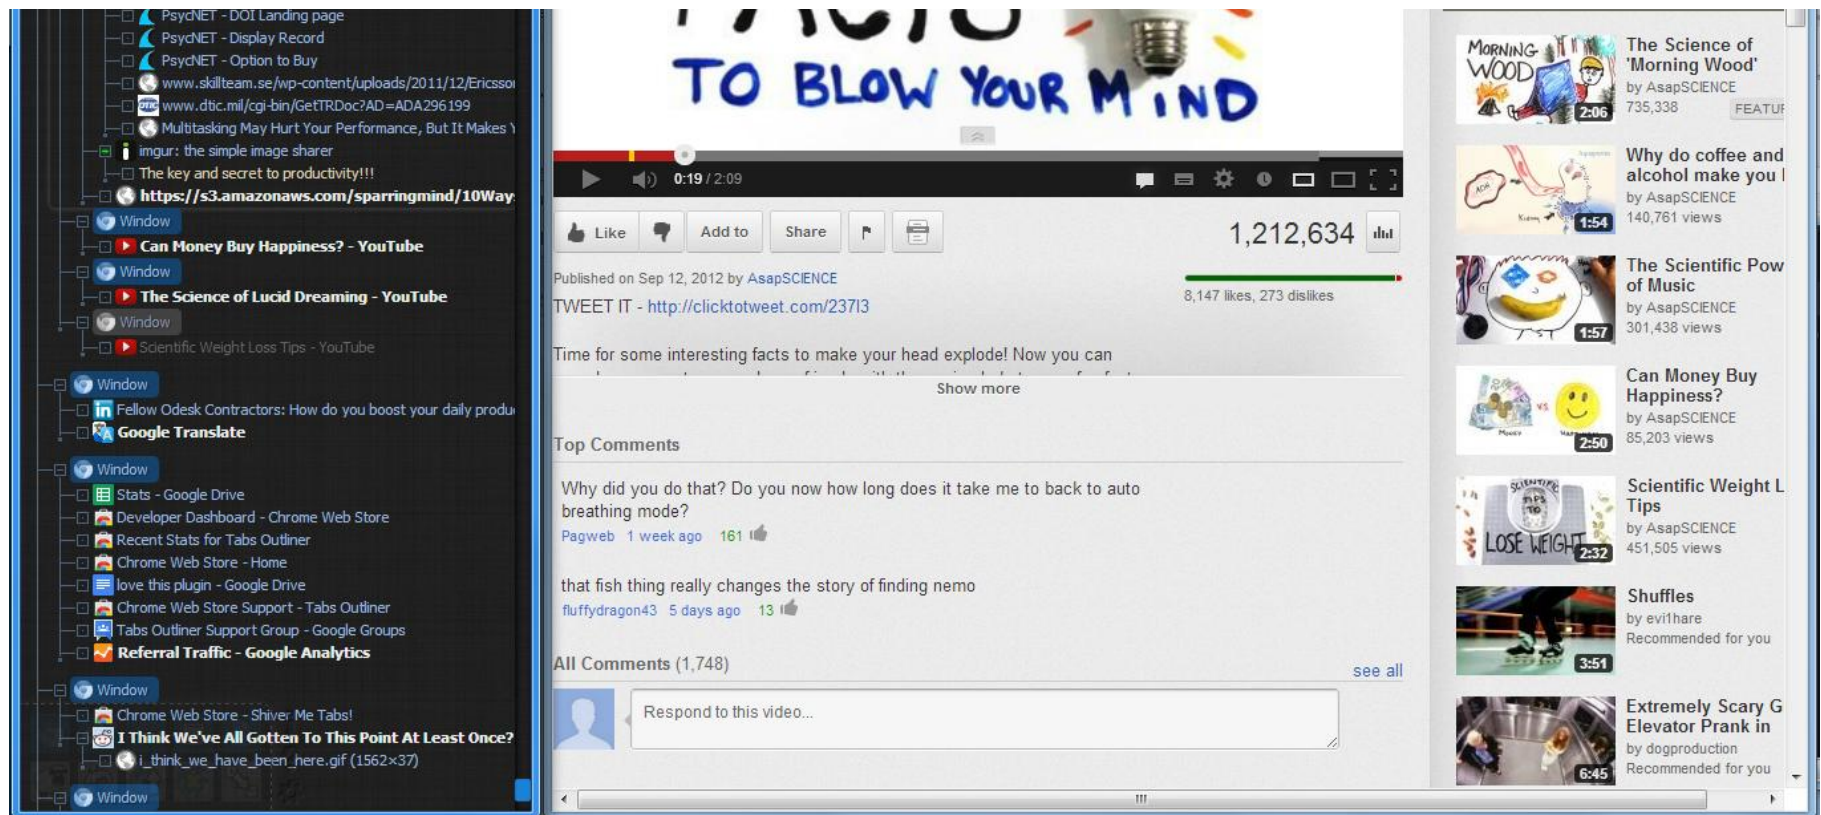 PsycNET - DOI Landing page
PsycNET - Display Record
PsycNET - Option to Buy
www.skillteam.se/wp-content/uploads/2011/12/Ericsso
www.dtic.mil/cgi-bin/GetTRDoc?AD=ADA296199
Multitasking May Hurt Your Performance, But It Makes Y
imgur: the simple image sharer
The key and secret to productivity!!!
https://s3.amazonaws.com/sparringmind/10Way
Window
Can Money Buy Happiness? - YouTube
Window
The Science of Lucid Dreaming - YouTube
Window
Scientific Weight Loss Tips - YouTube
Window
Fellow Odesk Contractors: How do you boost your daily produ
Google Translate
Window
Stats - Google Drive
Developer Dashboard - Chrome Web Store
Recent Stats for Tabs Outliner
Chrome Web Store - Home
love this plugin - Google Drive
Chrome Web Store Support - Tabs Outliner
Tabs Outliner Support Group - Google Groups
Referral Traffic - Google Analytics
Window
Chrome Web Store - Shiver Me Tabs!
I Think We've All Gotten To This Point At Least Once?
i_think_we_have_been_here.gif (1562×37)
Window
FACTS
TO BLOW YOUR MIND
0:19 / 2:09
Like
Add to
Share
1,212,634
Published on Sep 12, 2012 by AsapSCIENCE
8,147 likes, 273 dislikes
TWEET IT - http://clicktotweet.com/237l3
Time for some interesting facts to make your head explode! Now you can
Show more
Top Comments
Why did you do that? Do you now how long does it take me to back to auto
breathing mode?
Pagweb 1 week ago 161
that fish thing really changes the story of finding nemo
fluffydragon43 5 days ago 13
All Comments (1,748)
see all
Respond to this video...
MORNING
WOOD
2:06
The Science of
'Morning Wood'
by AsapSCIENCE
735,338
FEATUR
ADH
Kidney
1:54
Why do coffee and
alcohol make you
by AsapSCIENCE
140,761 views
1:57
The Scientific Pow
of Music
by AsapSCIENCE
301,438 views
VS
MONEY
2:50
Can Money Buy
Happiness?
by AsapSCIENCE
85,203 views
SCIENTIFIC
TIPS
TO
LOSE WEIGHT
2:32
Scientific Weight L
Tips
by AsapSCIENCE
451,505 views
3:51
Shuffles
by evi1hare
Recommended for you
6:45
Extremely Scary G
Elevator Prank in
by dogproduction
Recommended for you